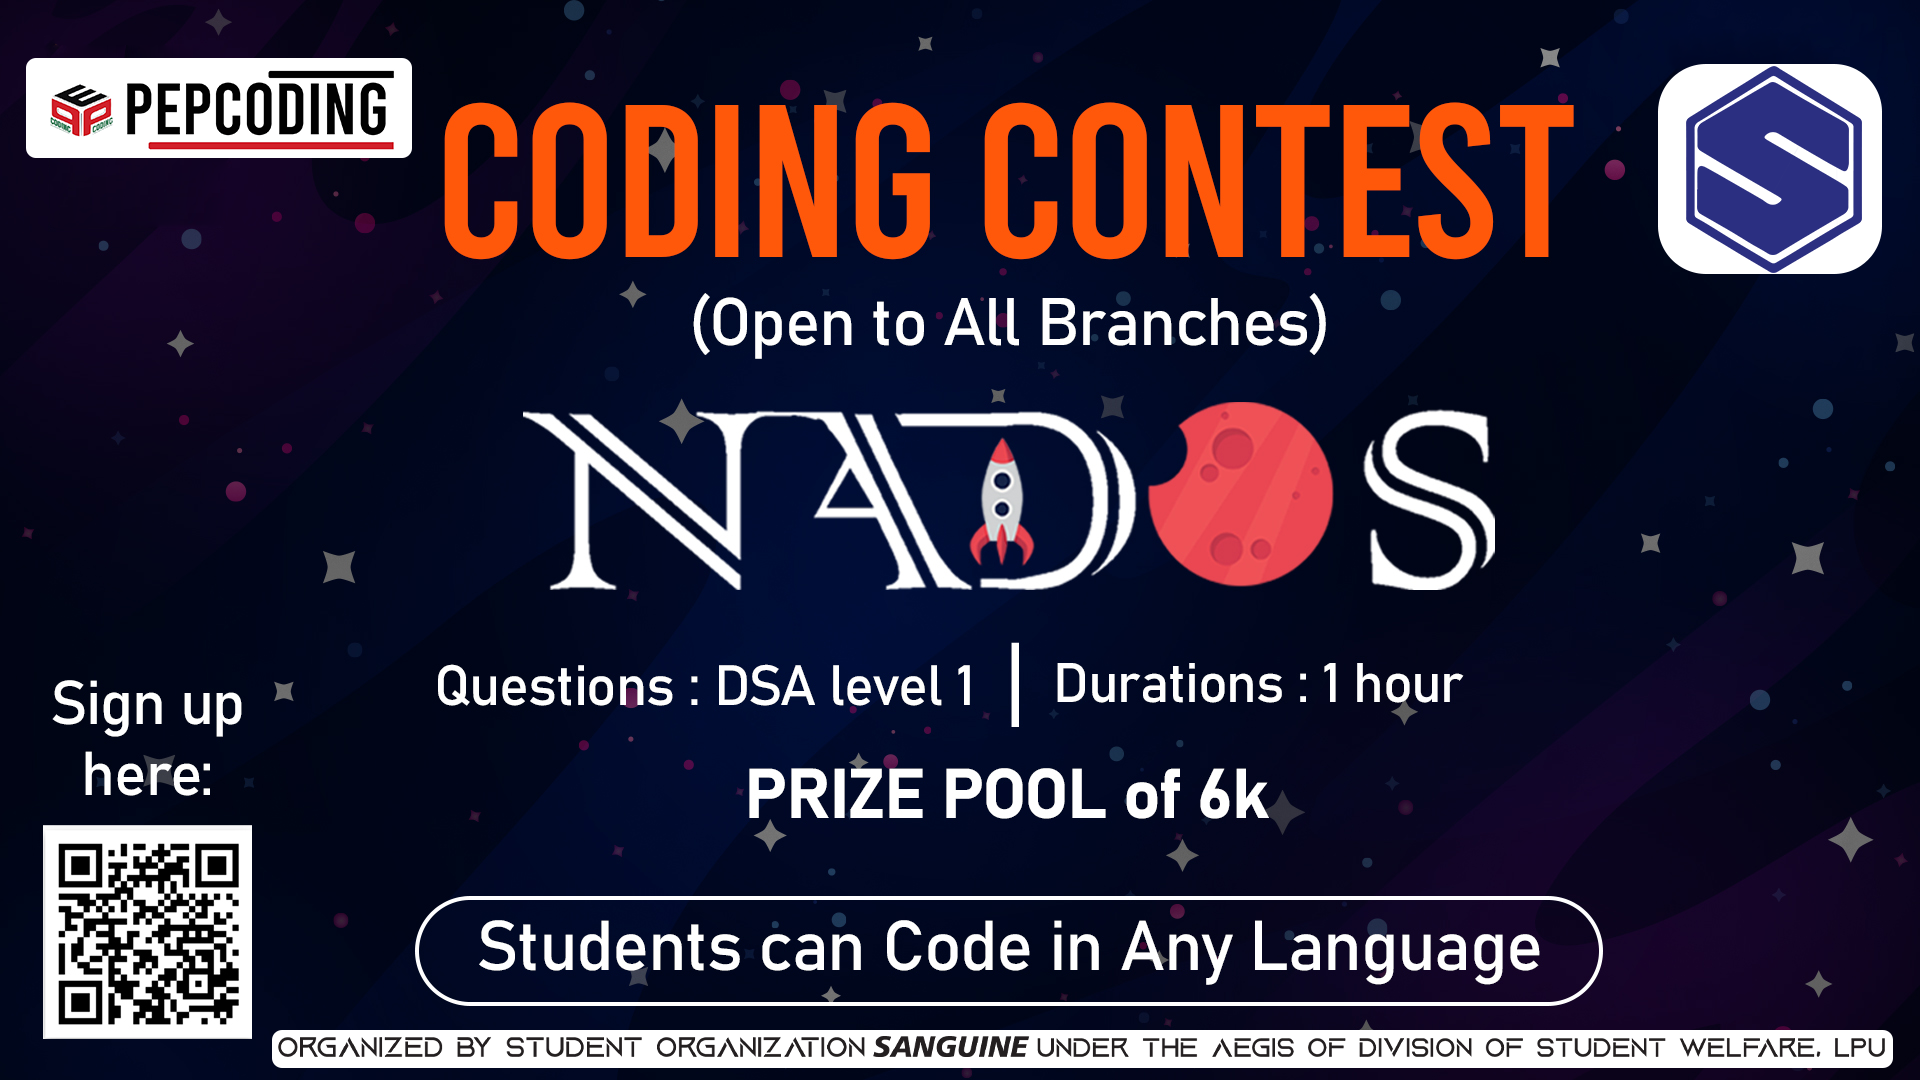 PEPCODING
CODING CODING
CODING CONTEST
(Open to All Branches)
NADOS
Questions : DSA level 1 | Durations : 1 hour
PRIZE POOL of 6k
Sign up
here:
Students can Code in Any Language
ORGANIZED BY STUDENT ORGANIZATION SANGUINE UNDER THE AEGIS OF DIVISION OF STUDENT WELFARE, LPU